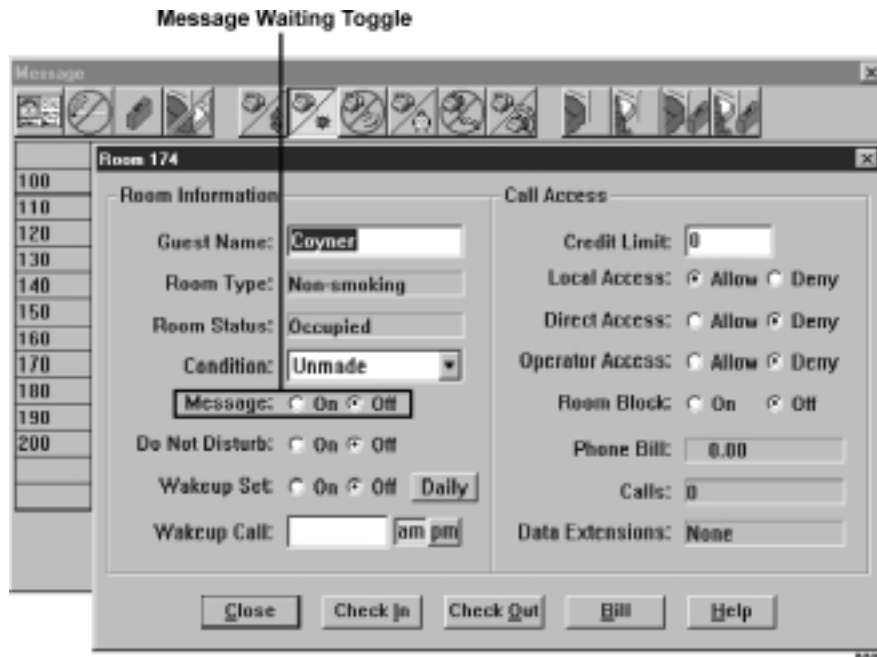 Message Waiting Toggle
Message
Room 174
100
110
120
130
140
150
160
170
180
190
200
Room Information
Guest Name: Coyner
Room Type: Non-smoking
Room Status: Occupied
Condition: Unmade
Message: On Off
Do Not Disturb: On Off
Wakeup Set: On Off Daily
Wakeup Call: am pm
Call Access
Credit Limit: 0
Local Access: Allow Deny
Direct Access: Allow Deny
Operator Access: Allow Deny
Room Block: On Off
Phone Bill: 0.00
Calls: 0
Data Extensions: None
Close Check In Check Out Bill Help